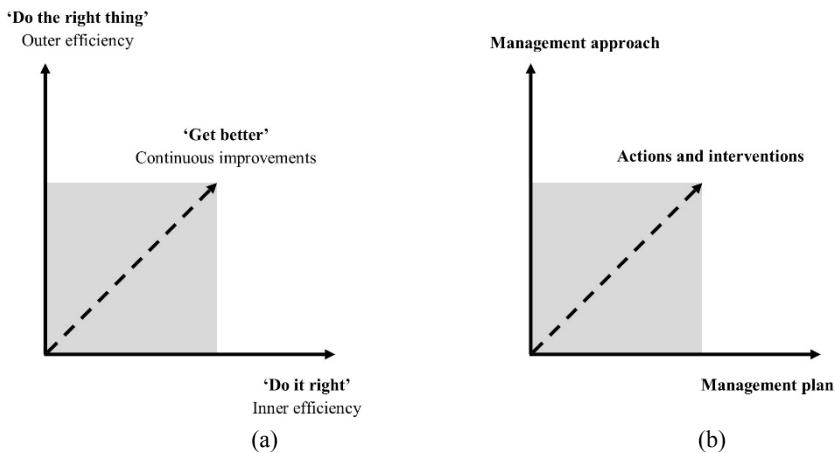 ‘Do the right thing’
Outer efficiency
‘Get better’
Continuous improvements
‘Do it right’
Inner efficiency
(a)
Management approach
Actions and interventions
Management plan
(b)